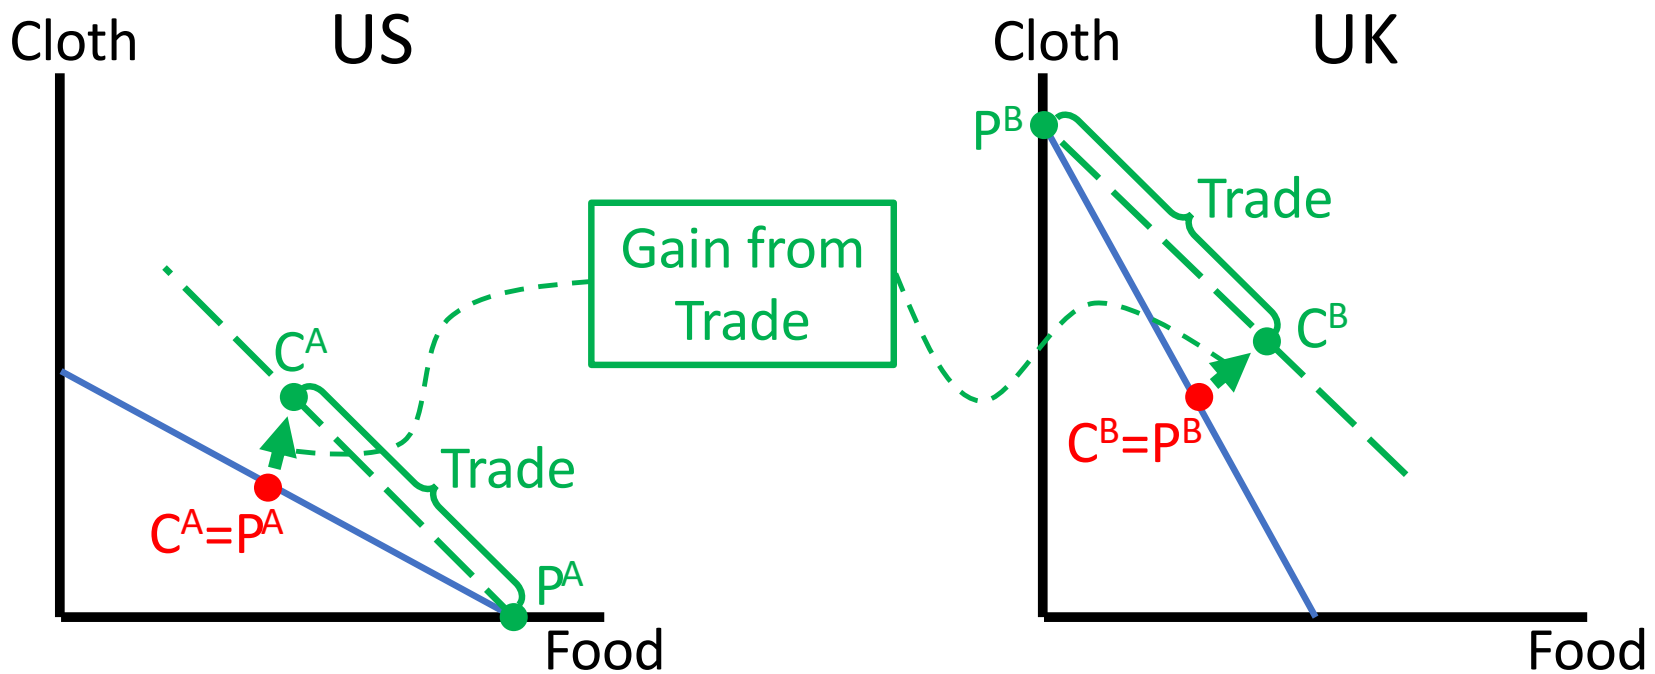 Cloth
US
Cloth
UK
P^B
Trade
Gain from
Trade
C^A
C^B
C^B=P^B
Trade
C^A=P^A
P^A
Food
Food